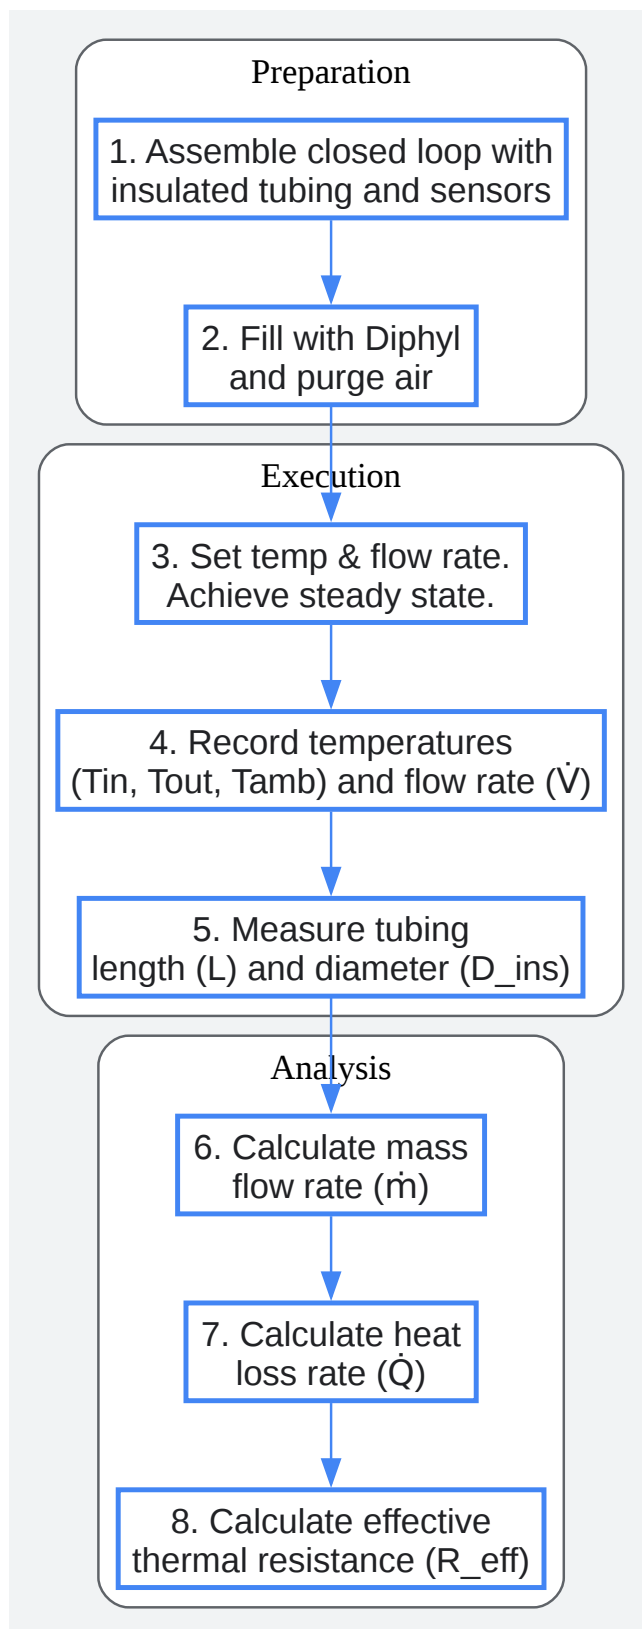 Preparation
1. Assemble closed loop with
insulated tubing and sensors
2. Fill with Diphyl
and purge air
Execution
3. Set temp & flow rate.
Achieve steady state.
4. Record temperatures
(Tin, Tout, Tamb) and flow rate (V̇)
5. Measure tubing
length (L) and diameter (D_ins)
Analysis
6. Calculate mass
flow rate (ṁ)
7. Calculate heat
loss rate (Q̇)
8. Calculate effective
thermal resistance (R_eff)